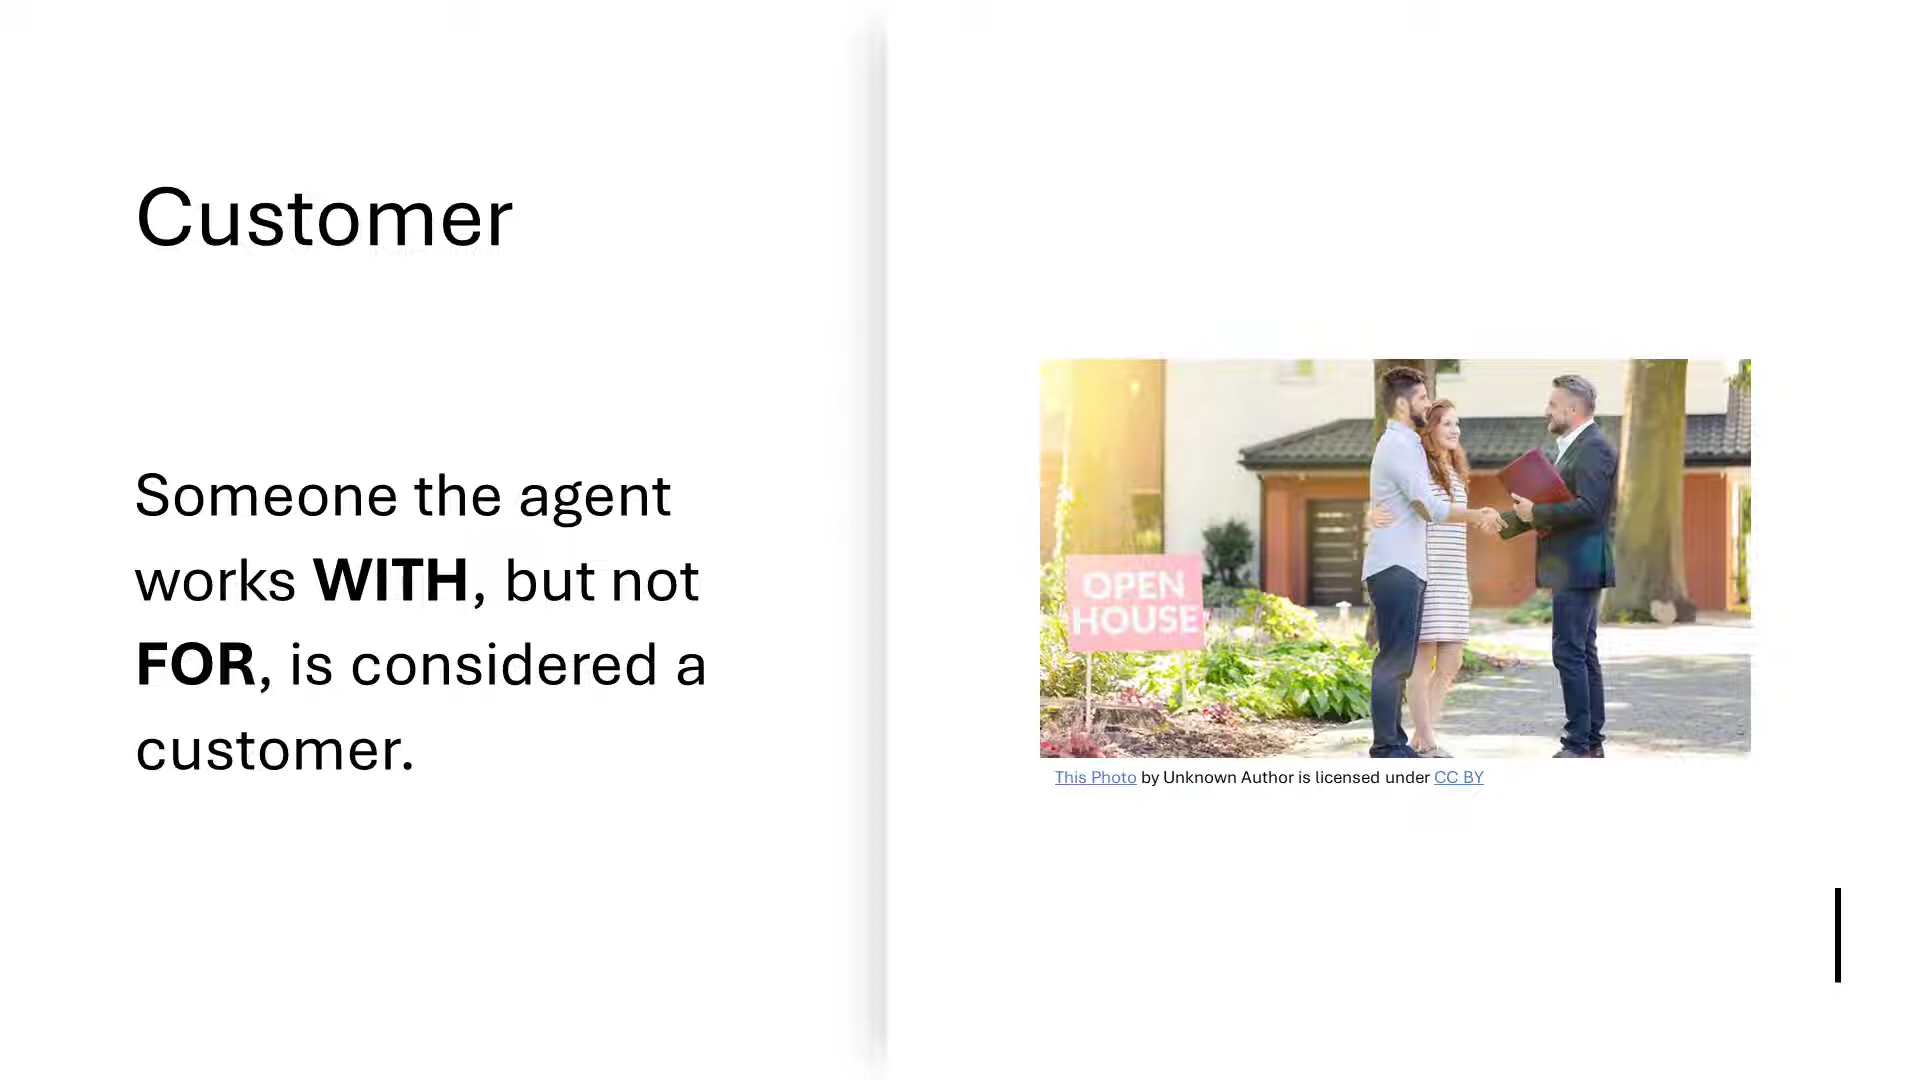 Customer
Someone the agent
works WITH, but not
FOR, is considered a
customer.
OPEN
HOUSE
This Photo by Unknown Author is licensed under CC BY